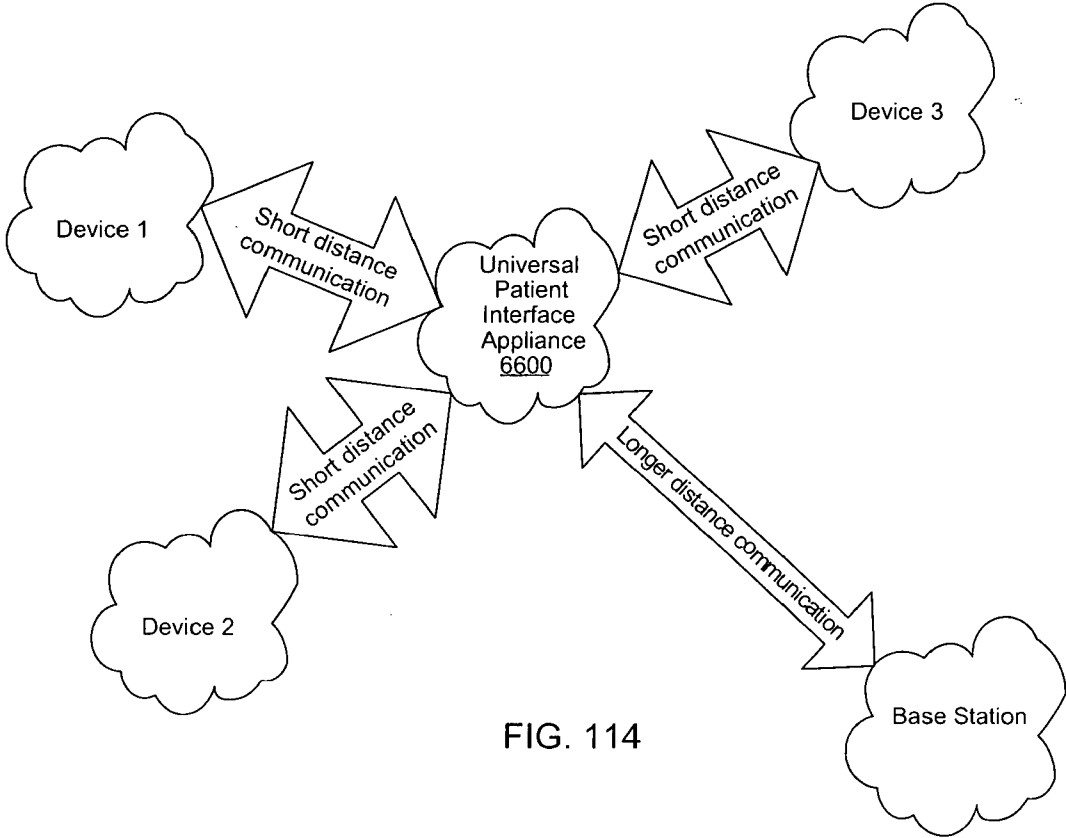 Device 3
Device 1
Short distance
communication
Short distance
communication
Universal
Patient
Interface
Appliance
6600
Short distance
communication
Longer distance communication
Device 2
Base Station
FIG. 114